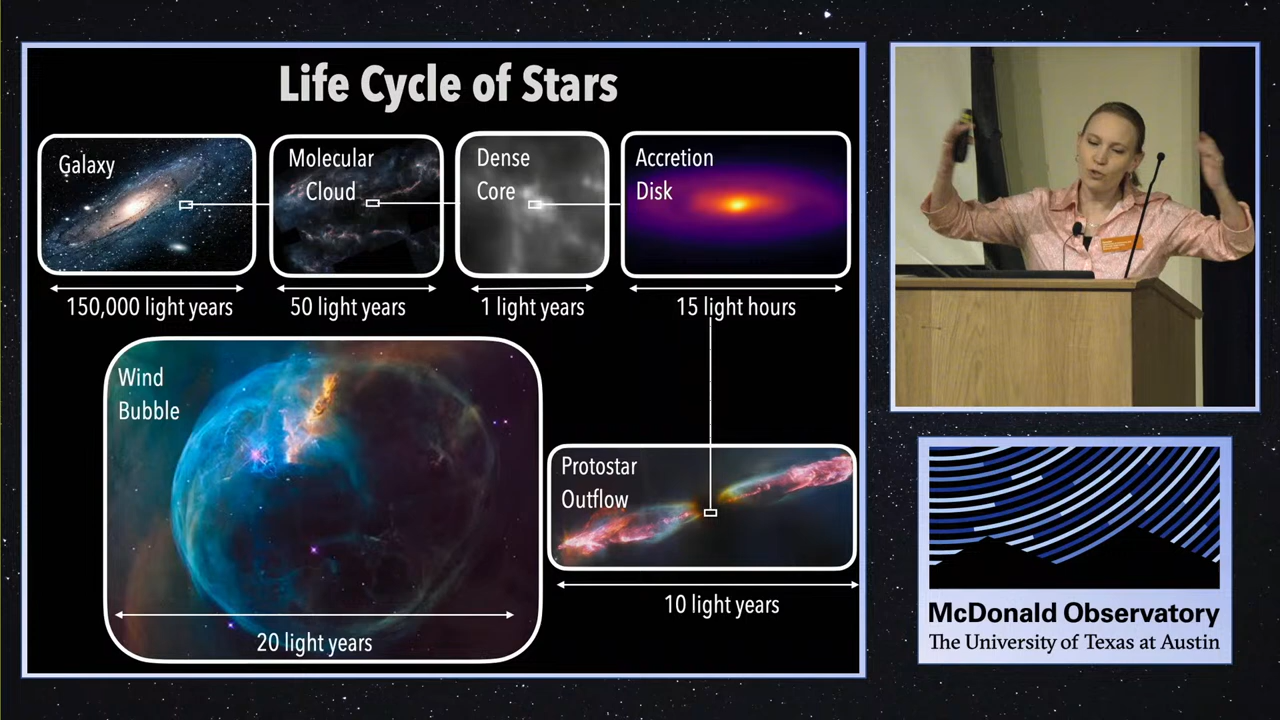 Life Cycle of Stars
Galaxy
Molecular
Cloud
Dense
Core
Accretion
Disk
150,000 light years
50 light years
1 light years
15 light hours
Wind
Bubble
20 light years
Protostar
Outflow
10 light years
McDonald Observatory
The University of Texas at Austin